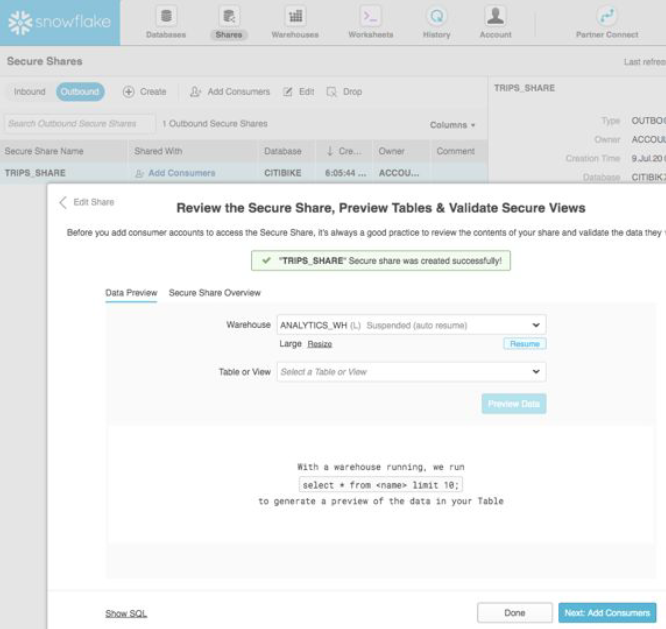 snowflake
Databases Shares Warehouses Worksheets History Account Partner Connect
Secure Shares Last refres
Inbound Outbound Create Add Consumers Edit Drop TRIPS_SHARE
Search Outbound Secure Shares 1 Outbound Secure Shares Columns
Type OUTBO
Owner ACCOU
Secure Share Name Shared With Database ↓ Cre... Owner Comment
Creation Time 9.Jul.20
TRIPS_SHARE Add Consumers CITIBIKE 6:05:44 ... ACCOU...
Database CITIBIK
Edit Share
Review the Secure Share, Preview Tables & Validate Secure Views
Before you add consumer accounts to access the Secure Share, it's always a good practice to review the contents of your share and validate the data they
"TRIPS_SHARE" Secure share was created successfully!
Data Preview Secure Share Overview
Warehouse ANALYTICS_WH (L) Suspended (auto resume)
Large Resize Resume
Table or View Select a Table or View
Preview Data
With a warehouse running, we run
select * from <name> limit 10;
to generate a preview of the data in your Table
Show SQL Done Next: Add Consumers